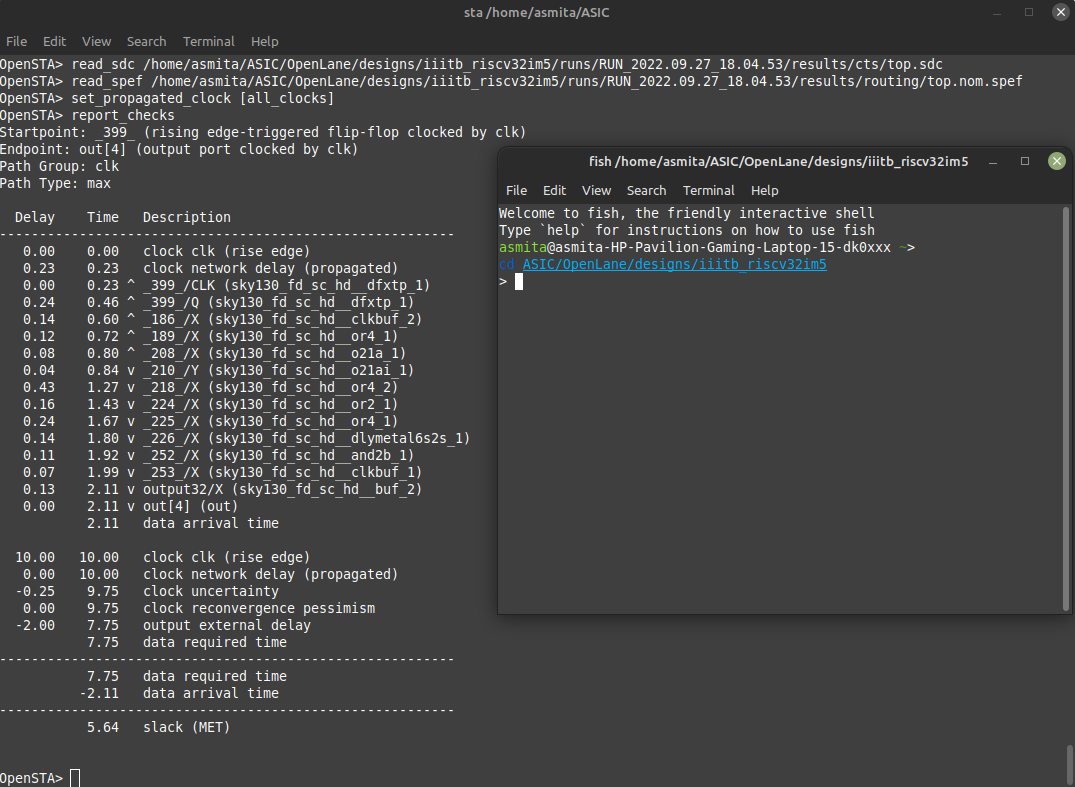 sta /home/asmita/ASIC
File Edit View Search Terminal Help
OpenSTA> read_sdc /home/asmita/ASIC/OpenLane/designs/iiitb_riscv32im5/runs/RUN_2022.09.27_18.04.53/results/cts/top.sdc
OpenSTA> read_spef /home/asmita/ASIC/OpenLane/designs/iiitb_riscv32im5/runs/RUN_2022.09.27_18.04.53/results/routing/top.nom.spef
OpenSTA> set_propagated_clock [all_clocks]
OpenSTA> report_checks
Startpoint: _399_ (rising edge-triggered flip-flop clocked by clk)
Endpoint: out[4] (output port clocked by clk)
Path Group: clk
Path Type: max
Delay Time Description
---------------------------------------------------------
0.00 0.00 clock clk (rise edge)
0.23 0.23 clock network delay (propagated)
0.00 0.23 ^ _399_/CLK (sky130_fd_sc_hd__dfxtp_1)
0.24 0.46 ^ _399_/Q (sky130_fd_sc_hd__dfxtp_1)
0.14 0.60 ^ _186_/X (sky130_fd_sc_hd__clkbuf_2)
0.12 0.72 ^ _189_/X (sky130_fd_sc_hd__or4_1)
0.08 0.80 ^ _208_/X (sky130_fd_sc_hd__o21a_1)
0.04 0.84 v _210_/Y (sky130_fd_sc_hd__o21ai_1)
0.43 1.27 v _218_/X (sky130_fd_sc_hd__or4_2)
0.16 1.43 v _224_/X (sky130_fd_sc_hd__or2_1)
0.24 1.67 v _225_/X (sky130_fd_sc_hd__or4_1)
0.14 1.80 v _226_/X (sky130_fd_sc_hd__dlymetal6s2s_1)
0.11 1.92 v _252_/X (sky130_fd_sc_hd__and2b_1)
0.07 1.99 v _253_/X (sky130_fd_sc_hd__clkbuf_1)
0.13 2.11 v output32/X (sky130_fd_sc_hd__buf_2)
0.00 2.11 v out[4] (out)
2.11 data arrival time
10.00 10.00 clock clk (rise edge)
0.00 10.00 clock network delay (propagated)
-0.25 9.75 clock uncertainty
0.00 9.75 clock reconvergence pessimism
-2.00 7.75 output external delay
7.75 data required time
---------------------------------------------------------
7.75 data required time
-2.11 data arrival time
---------------------------------------------------------
5.64 slack (MET)
OpenSTA>
fish /home/asmita/ASIC/OpenLane/designs/iiitb_riscv32im5
File Edit View Search Terminal Help
Welcome to fish, the friendly interactive shell
Type `help` for instructions on how to use fish
asmita@asmita-HP-Pavilion-Gaming-Laptop-15-dk0xxx ~>
cd ASIC/OpenLane/designs/iiitb_riscv32im5
>